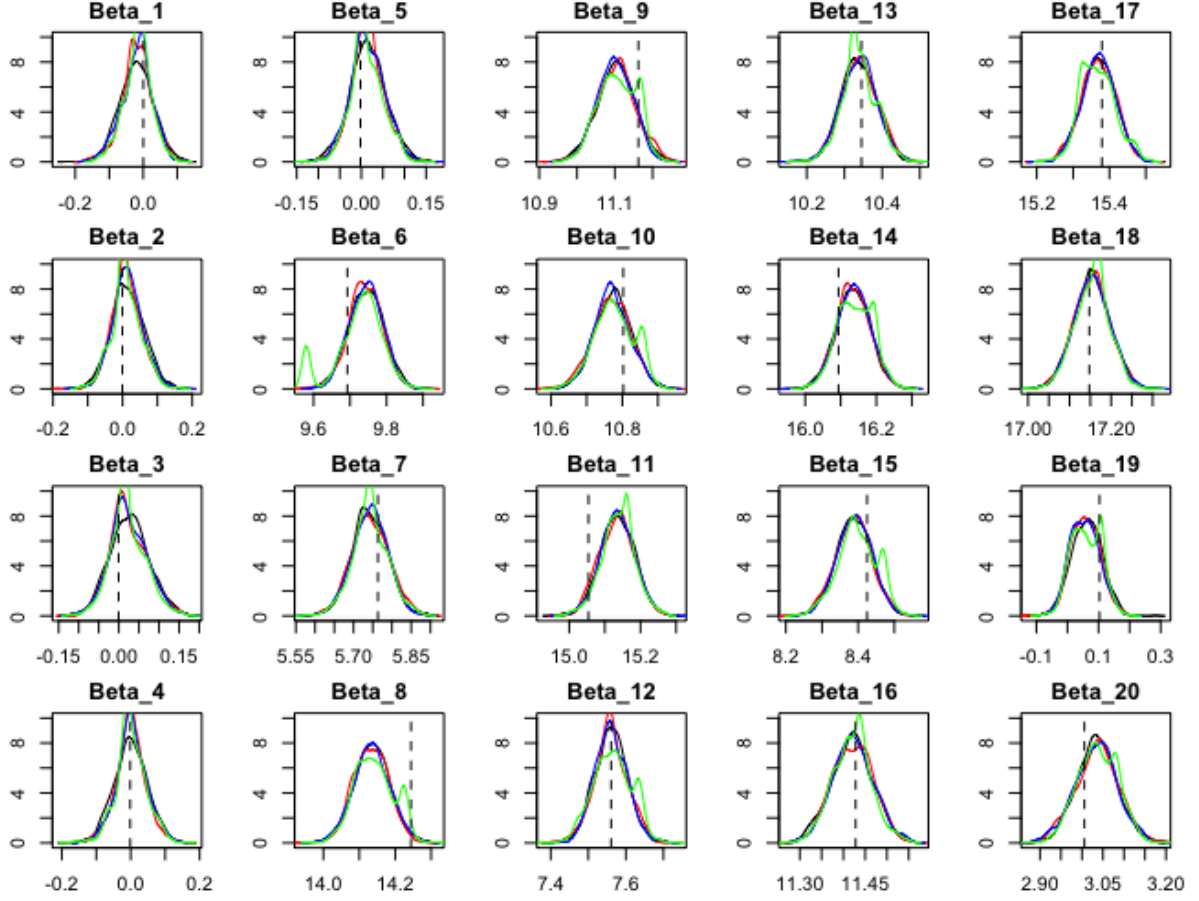 Beta_1 Beta_5 Beta_9 Beta_13 Beta_17
0 4 8 0 4 8 0 4 8 0 4 8 0 4 8
-0.2 0.0 -0.15 0.00 0.15 10.9 11.1 10.2 10.4 15.2 15.4
Beta_2 Beta_6 Beta_10 Beta_14 Beta_18
0 4 8 0 4 8 0 4 8 0 4 8 0 4 8
-0.2 0.0 0.2 9.6 9.8 10.6 10.8 16.0 16.2 17.00 17.20
Beta_3 Beta_7 Beta_11 Beta_15 Beta_19
0 4 8 0 4 8 0 4 8 0 4 8 0 4 8
-0.15 0.00 0.15 5.55 5.70 5.85 15.0 15.2 8.2 8.4 -0.1 0.1 0.3
Beta_4 Beta_8 Beta_12 Beta_16 Beta_20
0 4 8 0 4 8 0 4 8 0 4 8 0 4 8
-0.2 0.0 0.2 14.0 14.2 7.4 7.6 11.30 11.45 2.90 3.05 3.20